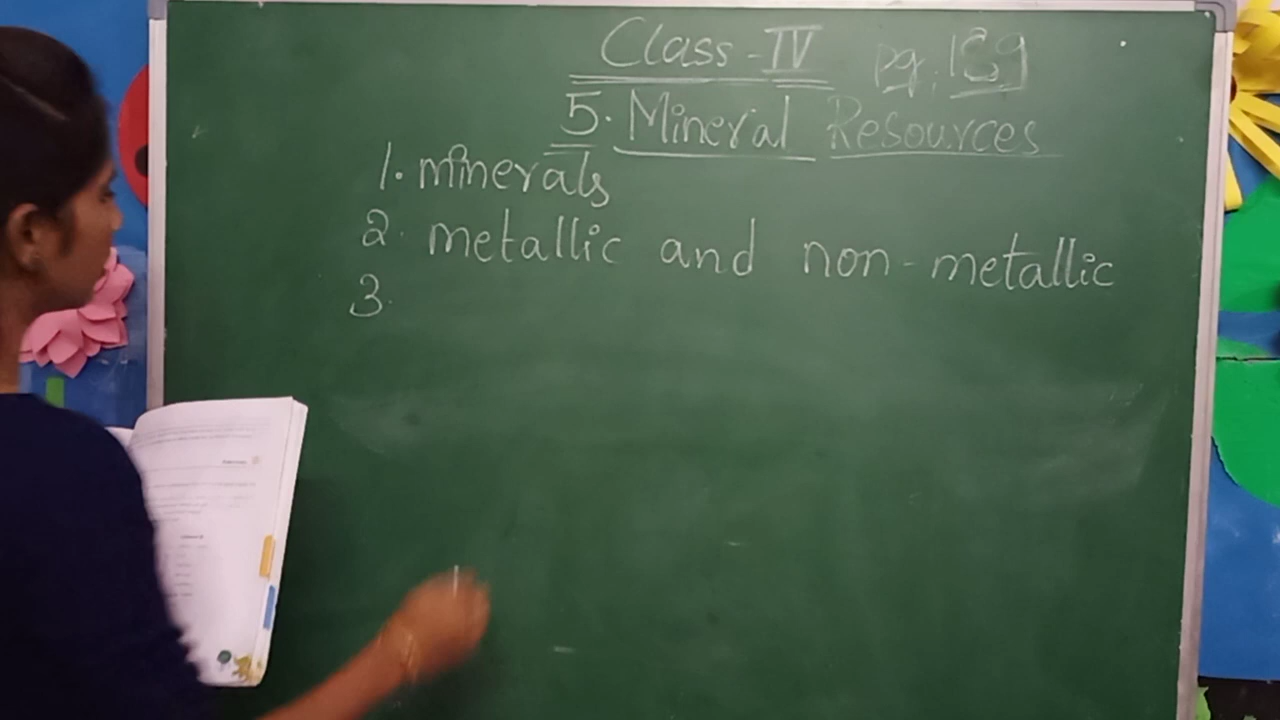 Class - IV pg. 139
5. Mineral Resources
1. minerals
2. metallic and non-metallic
3.